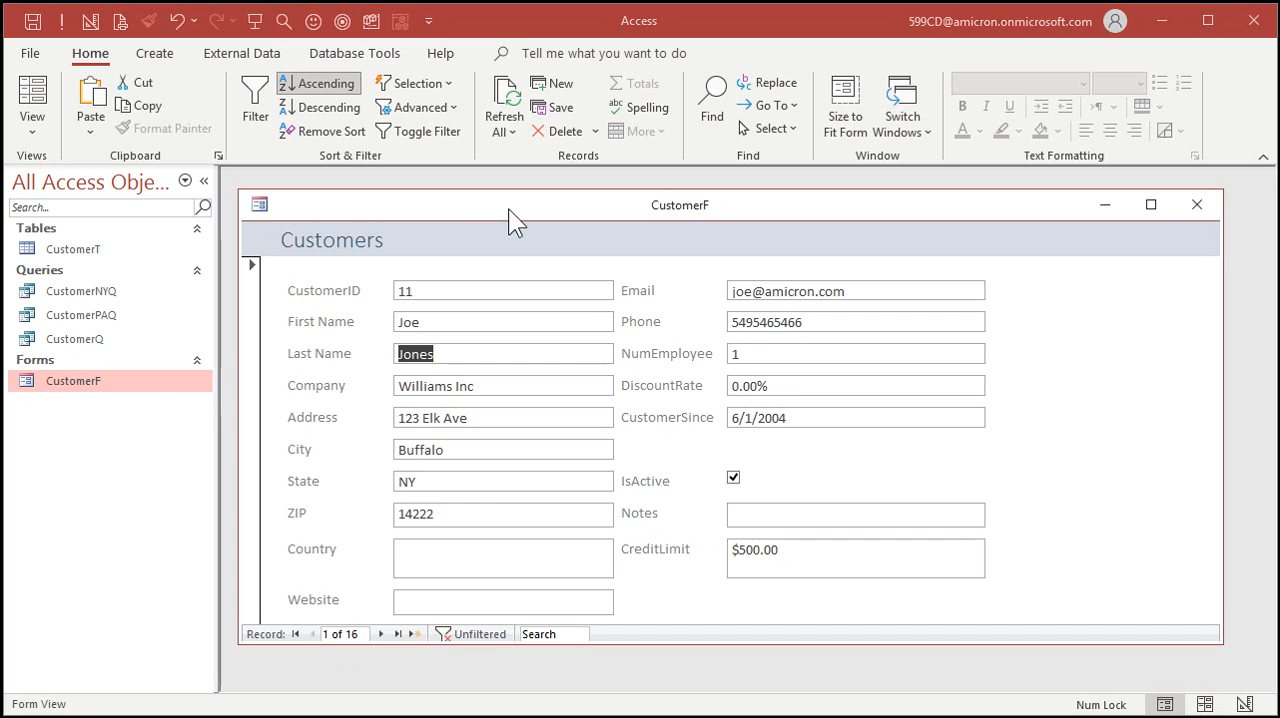 Access
599CD@amicron.onmicrosoft.com
File Home Create External Data Database Tools Help Tell me what you want to do
View
Paste
Cut
Copy
Format Painter
Filter
Ascending
Descending
Remove Sort
Selection
Advanced
Toggle Filter
Refresh
All
New
Save
Delete
Totals
Spelling
More
Find
Replace
Go To
Select
Size to
Fit Form
Switch
Windows
B I U
A
Views Clipboard Sort & Filter Records Find Window Text Formatting
All Access Obje...
Search...
Tables
CustomerT
Queries
CustomerNYQ
CustomerPAQ
CustomerQ
Forms
CustomerF
CustomerF
Customers
CustomerID 11 Email joe@amicron.com
First Name Joe Phone 5495465466
Last Name Jones NumEmployee 1
Company Williams Inc DiscountRate 0.00%
Address 123 Elk Ave CustomerSince 6/1/2004
City Buffalo
State NY IsActive
ZIP 14222 Notes
Country CreditLimit $500.00
Website
Record: 1 of 16 Unfiltered Search
Form View Num Lock